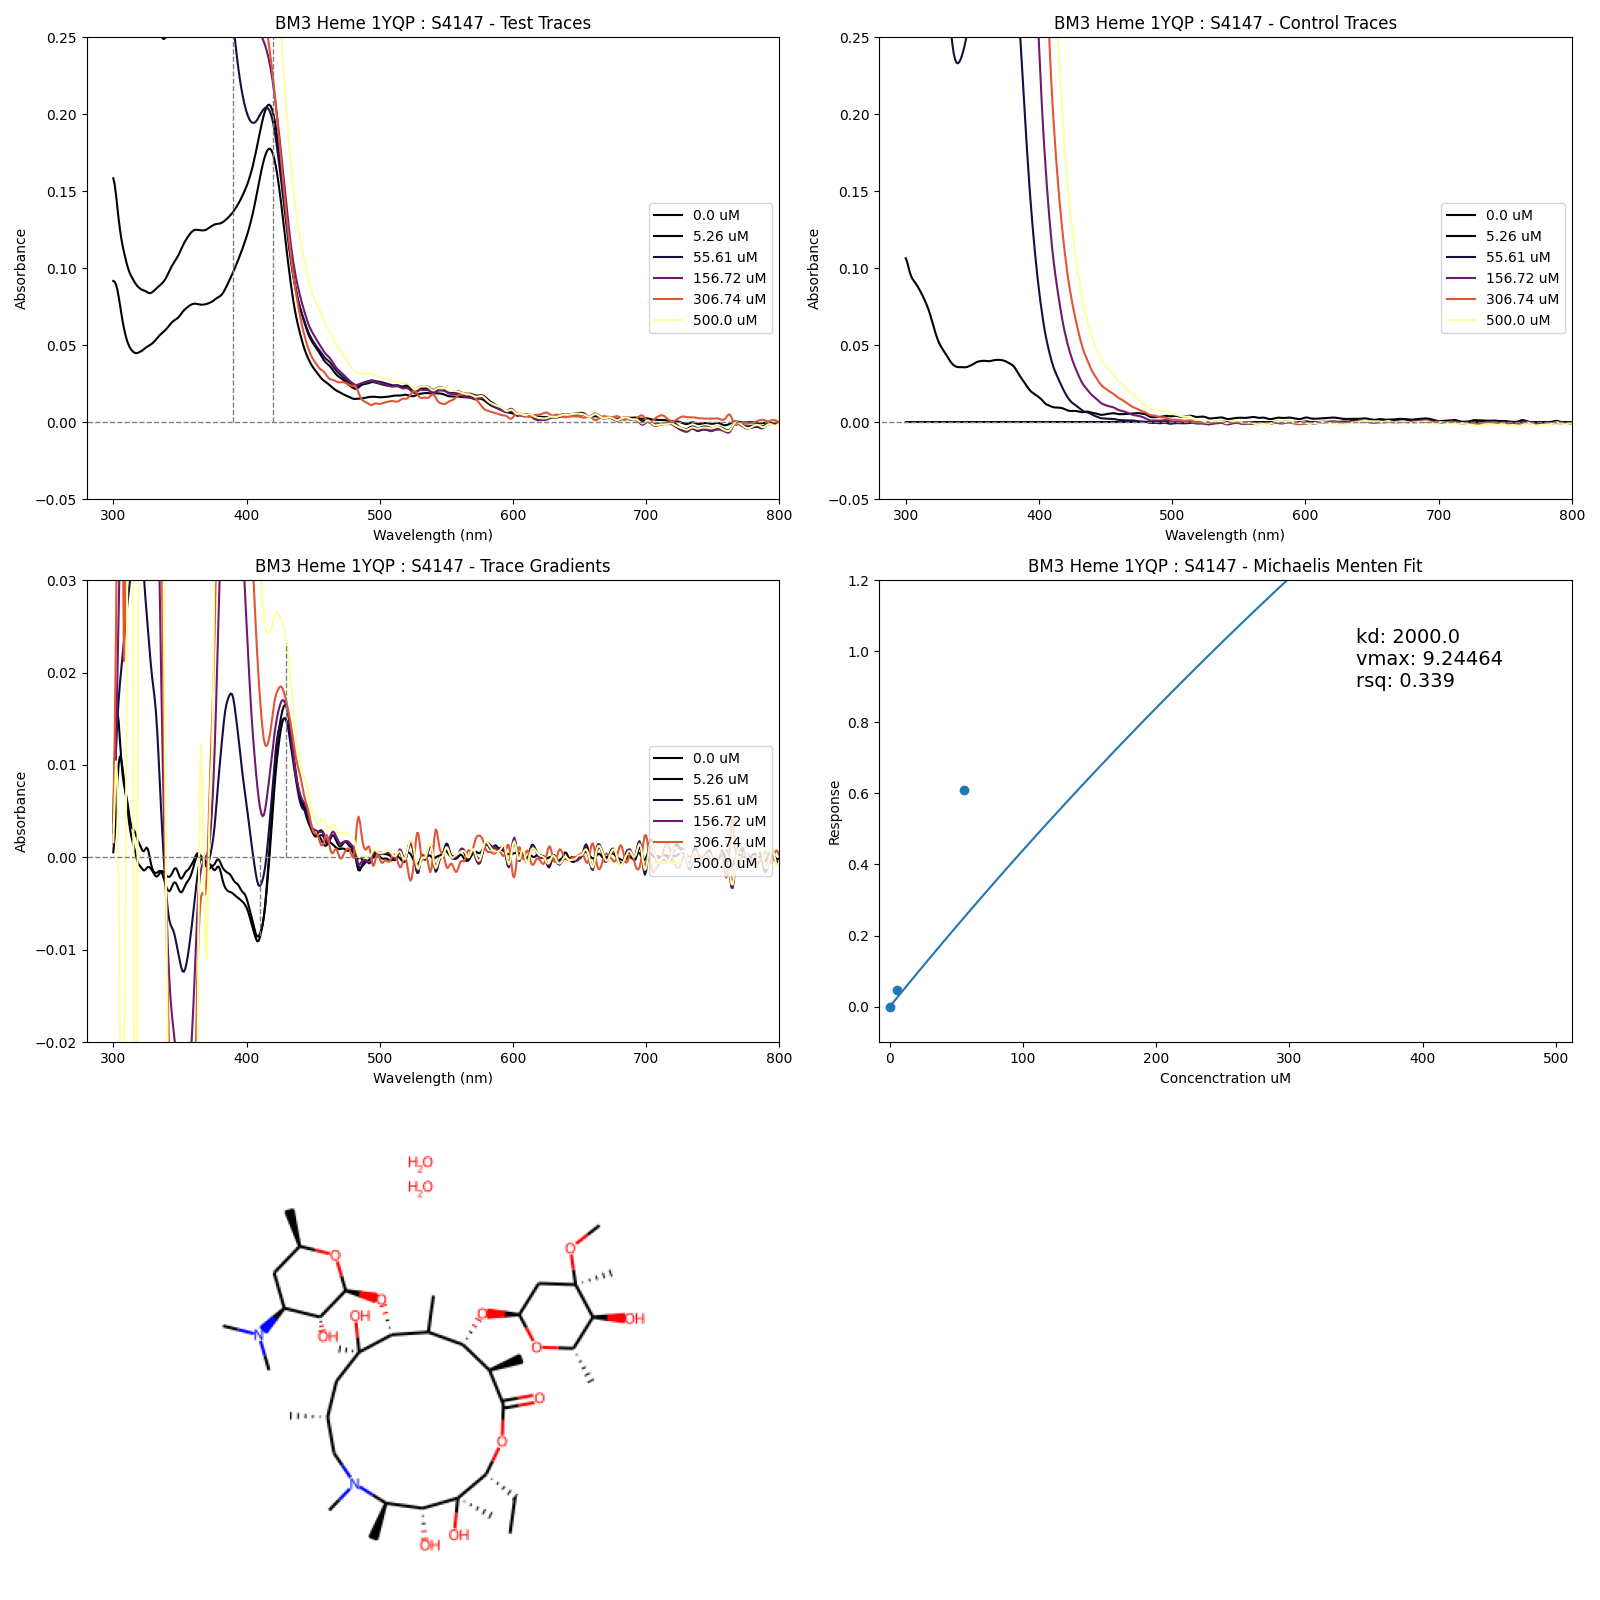 BM3 Heme 1YQP : S4147 - Test Traces
0.25
0.20
0.15
0.10
0.05
0.00
−0.05
Absorbance
300 400 500 600 700 800
Wavelength (nm)
0.0 uM
5.26 uM
55.61 uM
156.72 uM
306.74 uM
500.0 uM
BM3 Heme 1YQP : S4147 - Control Traces
0.25
0.20
0.15
0.10
0.05
0.00
−0.05
Absorbance
300 400 500 600 700 800
Wavelength (nm)
0.0 uM
5.26 uM
55.61 uM
156.72 uM
306.74 uM
500.0 uM
BM3 Heme 1YQP : S4147 - Trace Gradients
0.03
0.02
0.01
0.00
−0.01
−0.02
Absorbance
300 400 500 600 700 800
Wavelength (nm)
0.0 uM
5.26 uM
55.61 uM
156.72 uM
306.74 uM
500.0 uM
BM3 Heme 1YQP : S4147 - Michaelis Menten Fit
1.2
1.0
0.8
0.6
0.4
0.2
0.0
Response
0 100 200 300 400 500
Concenctration uM
kd: 2000.0
vmax: 9.24464
rsq: 0.339
H2O
H2O
O
O
O
OH
O
O
OH
N
OH
O
O
O
N
OH
OH